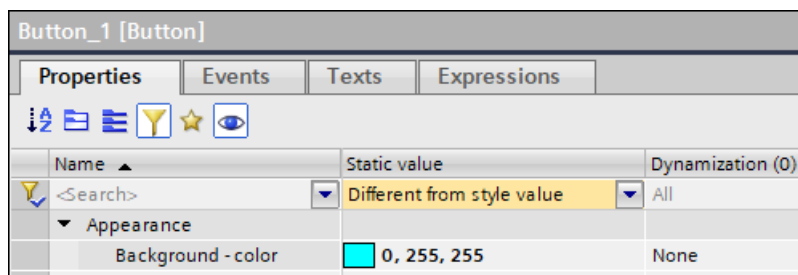 Button_1 [Button]
Properties Events Texts Expressions
Name Static value Dynamization (0)
<Search> Different from style value All
Appearance
Background - color 0, 255, 255 None